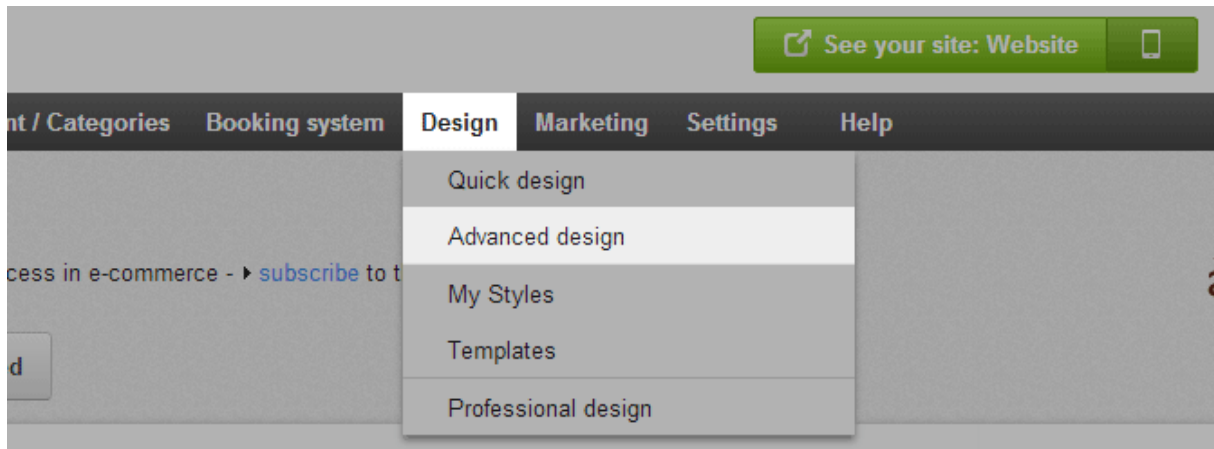 See your site: Website
nt / Categories Booking system Design Marketing Settings Help
Quick design
Advanced design
cess in e-commerce - ▸ subscribe to t
My Styles
Templates
d
Professional design